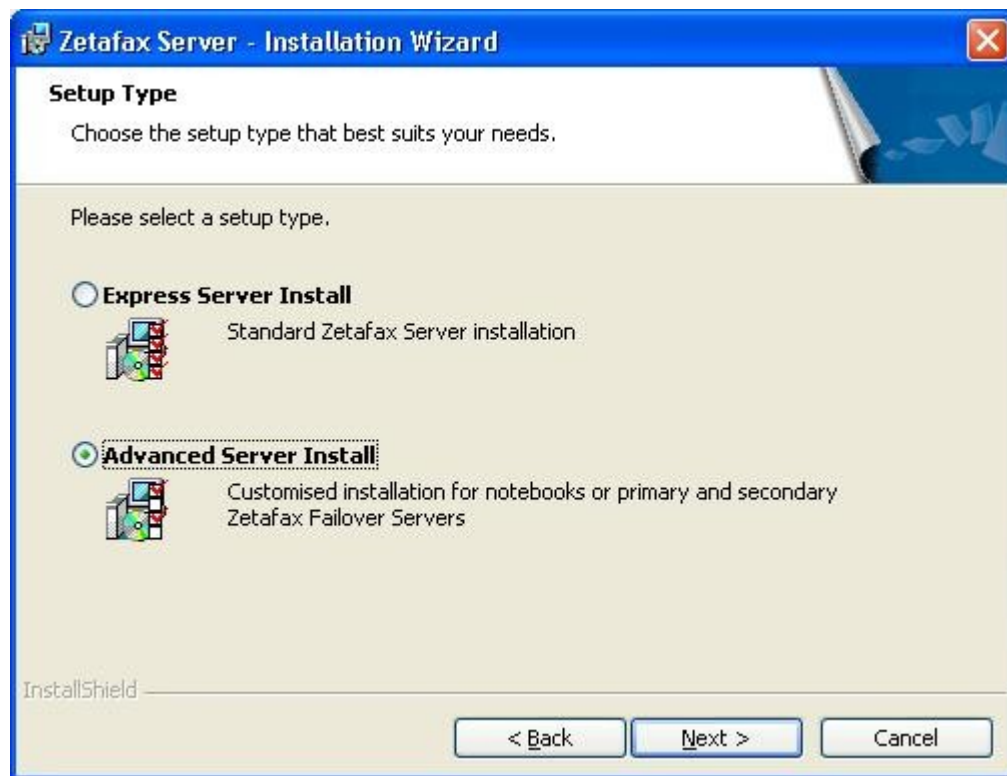 Zetafax Server - Installation Wizard
Setup Type
Choose the setup type that best suits your needs.
Please select a setup type.
Express Server Install
Standard Zetafax Server installation
Advanced Server Install
Customised installation for notebooks or primary and secondary
Zetafax Failover Servers
InstallShield
< Back
Next >
Cancel